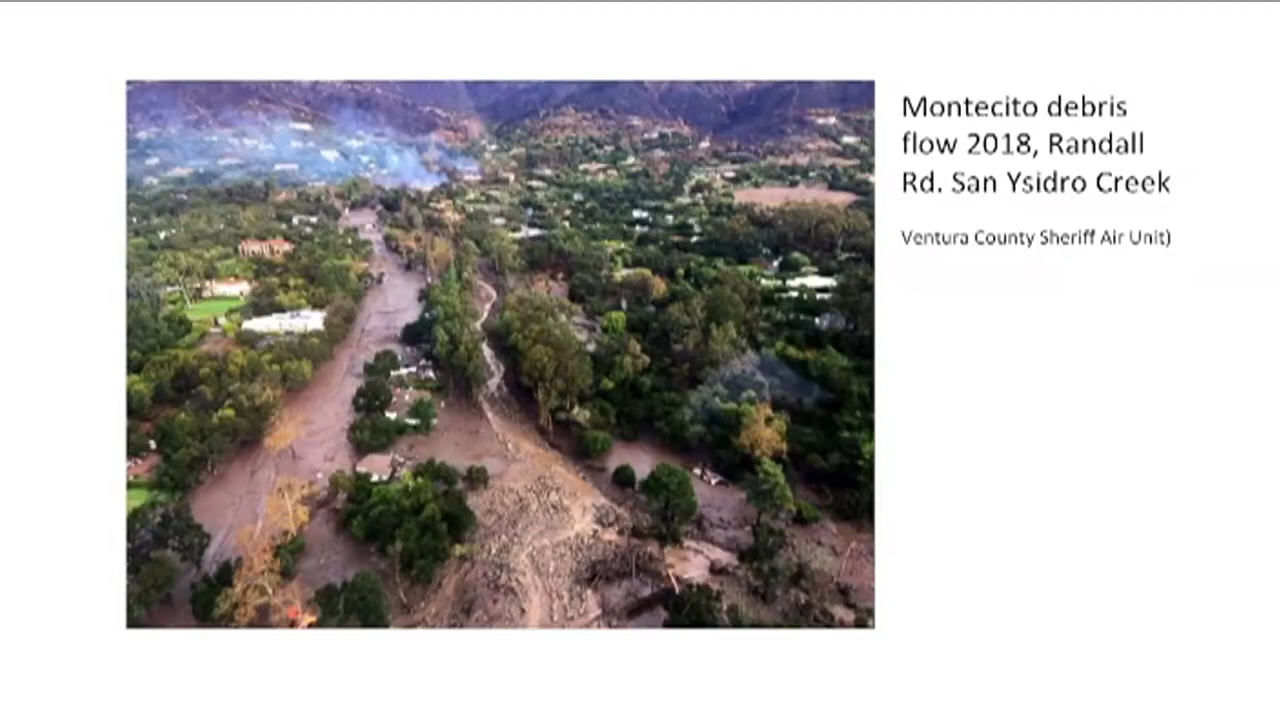 Montecito debris
flow 2018, Randall
Rd. San Ysidro Creek
Ventura County Sheriff Air Unit)